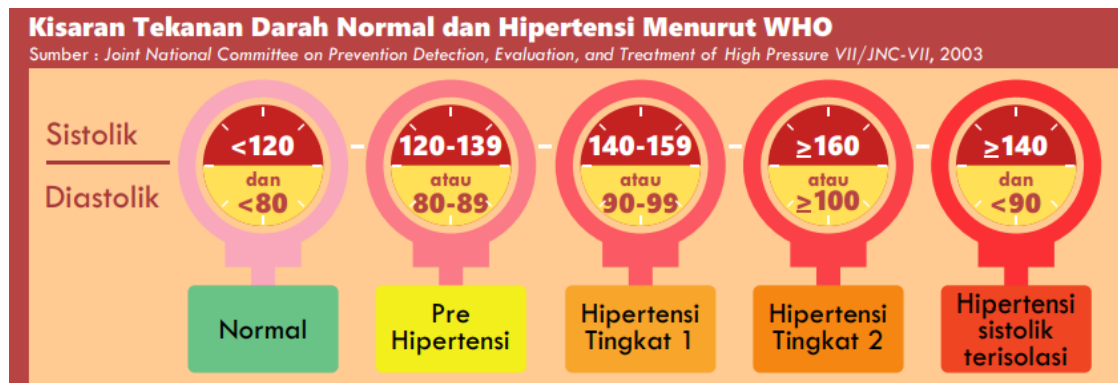 Kisaran Tekanan Darah Normal dan Hipertensi Menurut WHO
Sumber : Joint National Committee on Prevention Detection, Evaluation, and Treatment of High Pressure VII/JNC-VII, 2003
Sistolik
Diastolik
<120
dan
<80
Normal
120-139
atau
80-89
Pre
Hipertensi
140-159
atau
90-99
Hipertensi
Tingkat 1
≥160
atau
≥100
Hipertensi
Tingkat 2
≥140
dan
<90
Hipertensi
sistolik
terisolasi